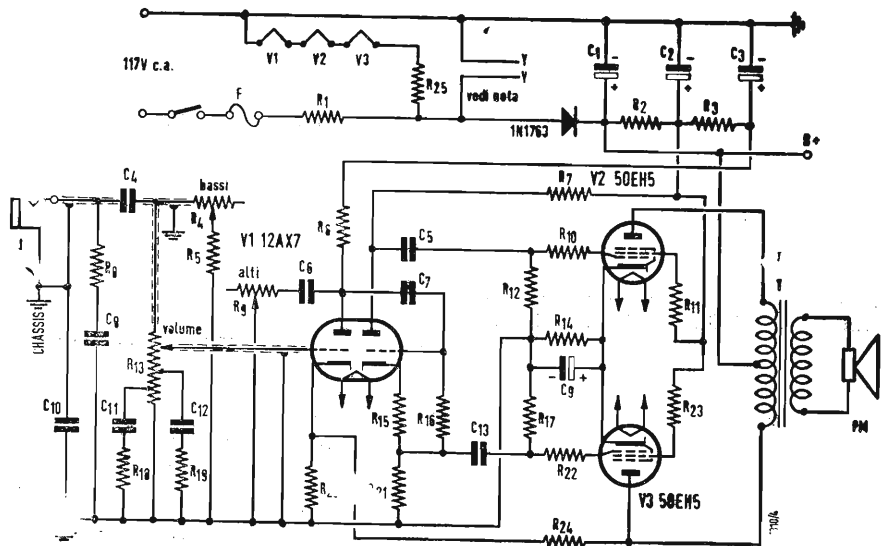 117V c.a.
V1
V2
V3
R25
vedi nota
F
R1
1N1763
C1
C2
C3
R2
R3
B+
V2 50EH5
R7
C4
bassi
R4
R5
V1 12AX7
R6
C5
C6
C7
R10
alti
R9
R12
R11
R14
C9
CHASSIS
C8
volume
R13
C10
C11
C12
R15
R16
C13
R17
R23
R18
R19
R22
V3 50EH5
R24
PM